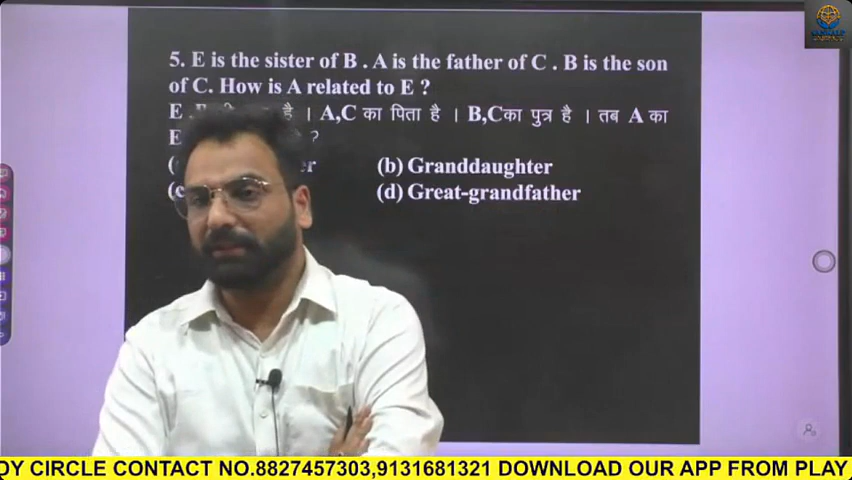 5. E is the sister of B . A is the father of C . B is the son
of C. How is A related to E ?
E है । A,C का पिता है । B,Cका पुत्र है । तब A का
E ?
(b) Granddaughter
(d) Great-grandfather
DY CIRCLE CONTACT NO.8827457303,9131681321 DOWNLOAD OUR APP FROM PLAY